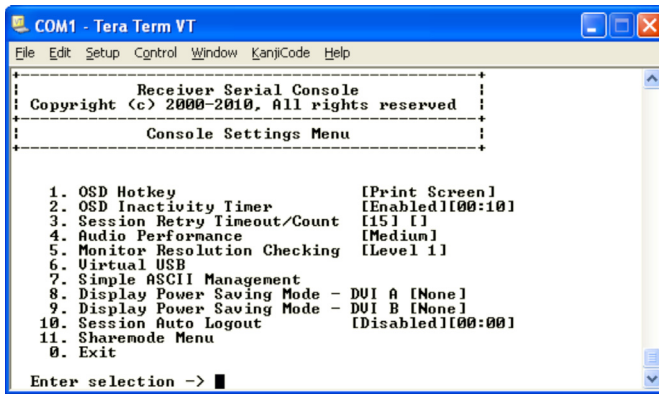 COM1 - Tera Term VT
File Edit Setup Control Window KanjiCode Help
Receiver Serial Console
Copyright (c) 2000-2010, All rights reserved
Console Settings Menu
1. OSD Hotkey [Print Screen]
2. OSD Inactivity Timer [Enabled][00:10]
3. Session Retry Timeout/Count [15] []
4. Audio Performance [Medium]
5. Monitor Resolution Checking [Level 1]
6. Virtual USB
7. Simple ASCII Management
8. Display Power Saving Mode - DVI A [None]
9. Display Power Saving Mode - DVI B [None]
10. Session Auto Logout [Disabled][00:00]
11. Sharemode Menu
0. Exit
Enter selection ->